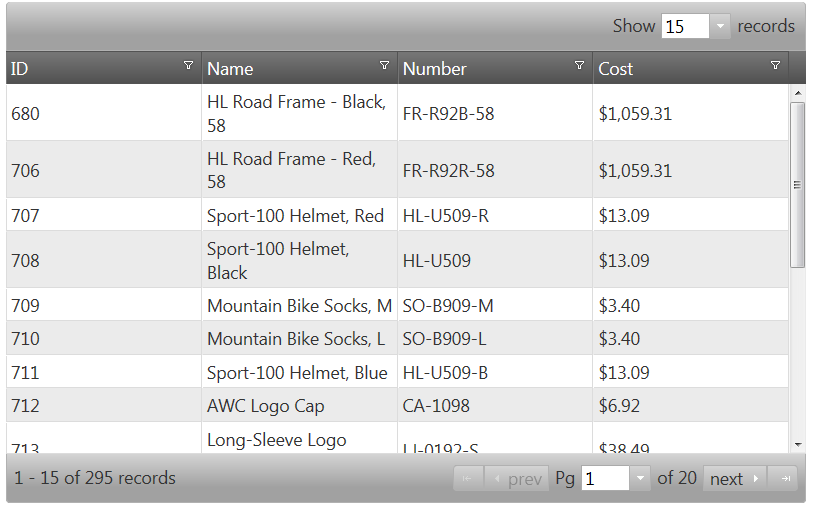 Show 15 records
ID Name Number Cost
680 HL Road Frame - Black, 58 FR-R92B-58 $1,059.31
706 HL Road Frame - Red, 58 FR-R92R-58 $1,059.31
707 Sport-100 Helmet, Red HL-U509-R $13.09
708 Sport-100 Helmet, Black HL-U509 $13.09
709 Mountain Bike Socks, M SO-B909-M $3.40
710 Mountain Bike Socks, L SO-B909-L $3.40
711 Sport-100 Helmet, Blue HL-U509-B $13.09
712 AWC Logo Cap CA-1098 $6.92
713 Long-Sleeve Logo LJ-0192-S $38.49
1 - 15 of 295 records prev Pg 1 of 20 next